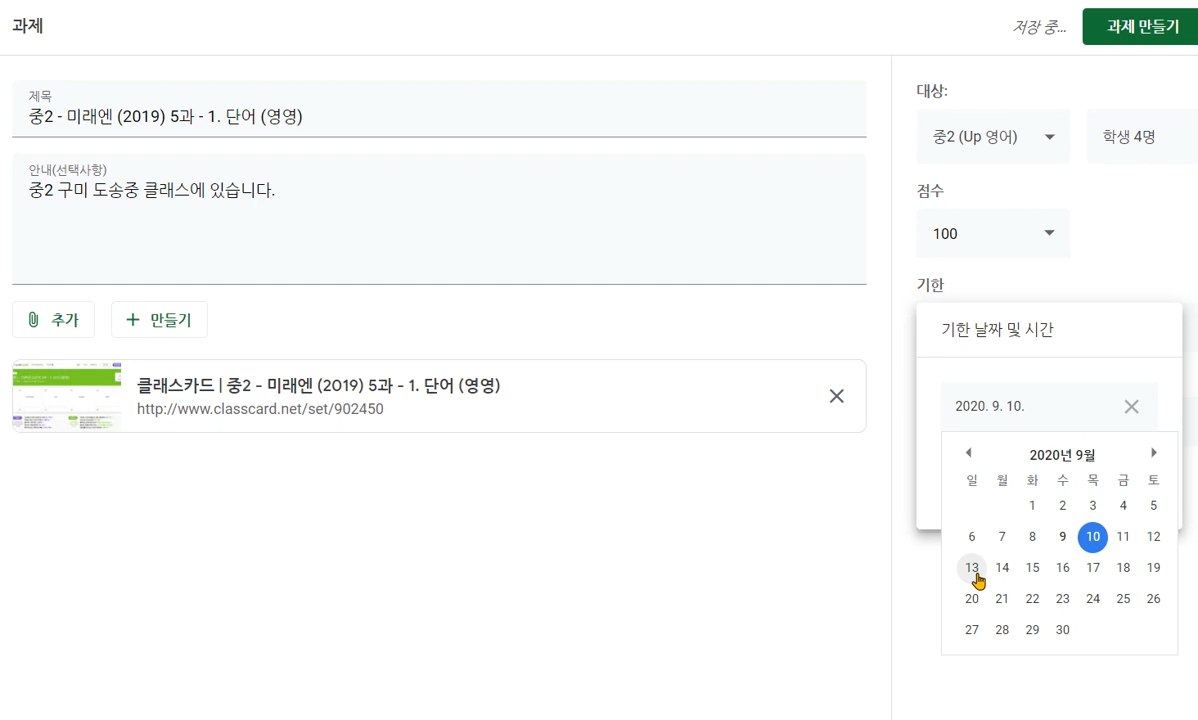 과제
저장 중...
과제 만들기
제목
중2 - 미래엔 (2019) 5과 - 1. 단어 (영영)
안내(선택사항)
중2 구미 도송중 클래스에 있습니다.
추가
만들기
클래스카드 | 중2 - 미래엔 (2019) 5과 - 1. 단어 (영영)
http://www.classcard.net/set/902450
대상:
중2 (Up 영어)
학생 4명
점수
100
기한
기한 날짜 및 시간
2020. 9. 10.
2020년 9월
일 월 화 수 목 금 토
1 2 3 4 5
6 7 8 9 10 11 12
13 14 15 16 17 18 19
20 21 22 23 24 25 26
27 28 29 30